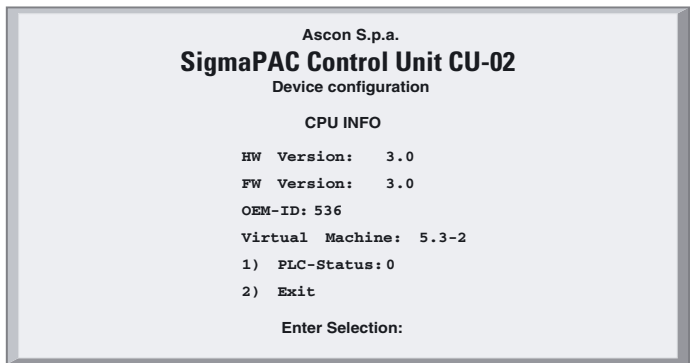 Ascon S.p.a.
SigmaPAC Control Unit CU-02
Device configuration
CPU INFO
HW Version: 3.0
FW Version: 3.0
OEM-ID: 536
Virtual Machine: 5.3-2
1) PLC-Status: 0
2) Exit
Enter Selection: